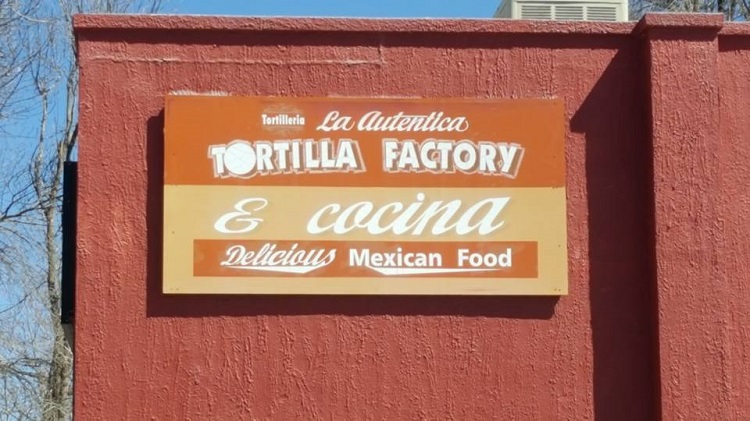 Tortilleria La Autentica
TORTILLA FACTORY
& cocina
Delicious Mexican Food